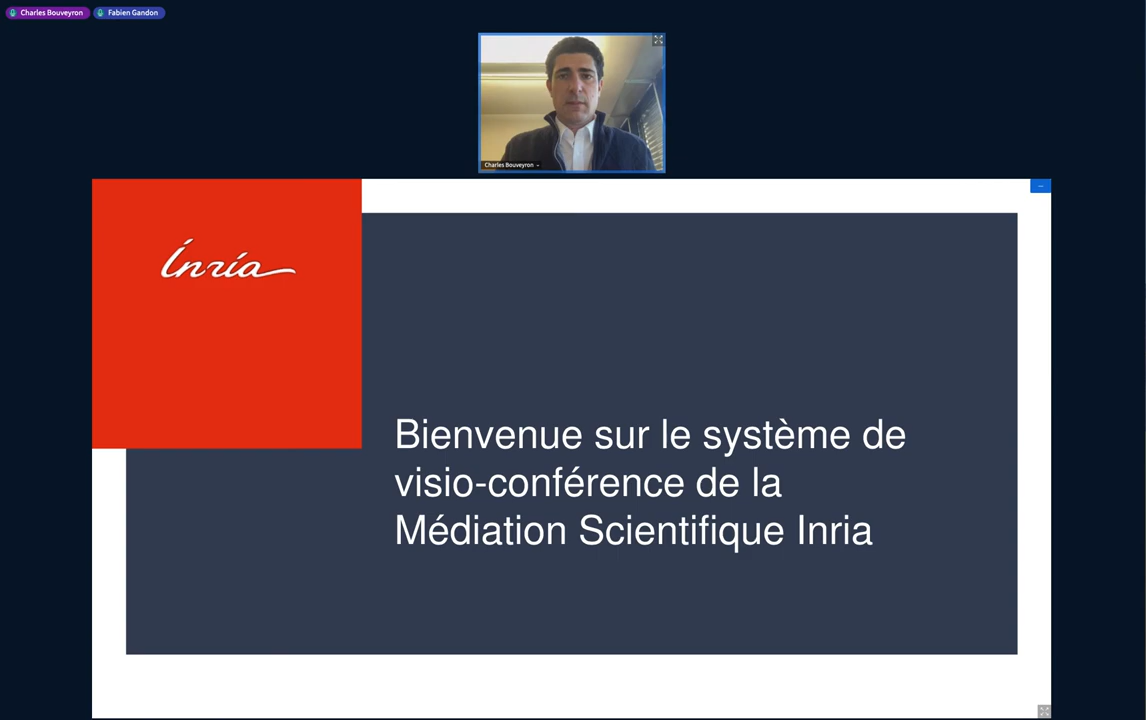 Charles Bouveyron
Fabien Gandon
Charles Bouveyron
Inria
Bienvenue sur le système de
visio-conférence de la
Médiation Scientifique Inria